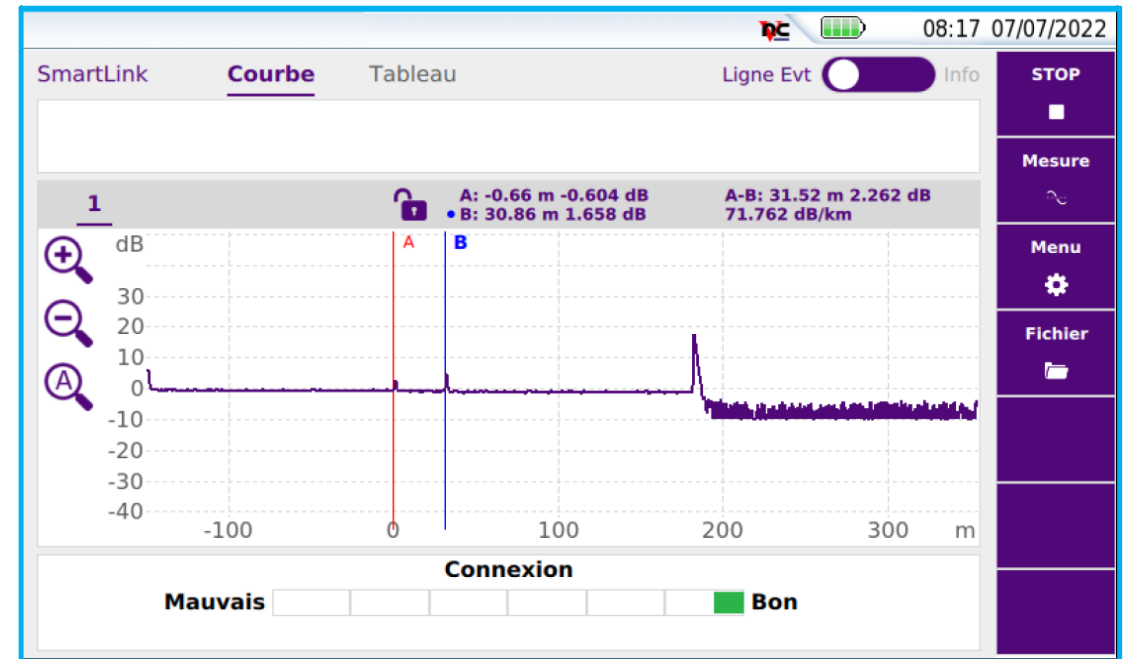 08:17 07/07/2022
SmartLink Courbe Tableau Ligne Evt Info
STOP
Mesure
1
A: -0.66 m -0.604 dB A-B: 31.52 m 2.262 dB
B: 30.86 m 1.658 dB 71.762 dB/km
Menu
Fichier
dB
A B
30
20
10
0
-10
-20
-30
-40
-100 0 100 200 300 m
A
Connexion
Mauvais Bon